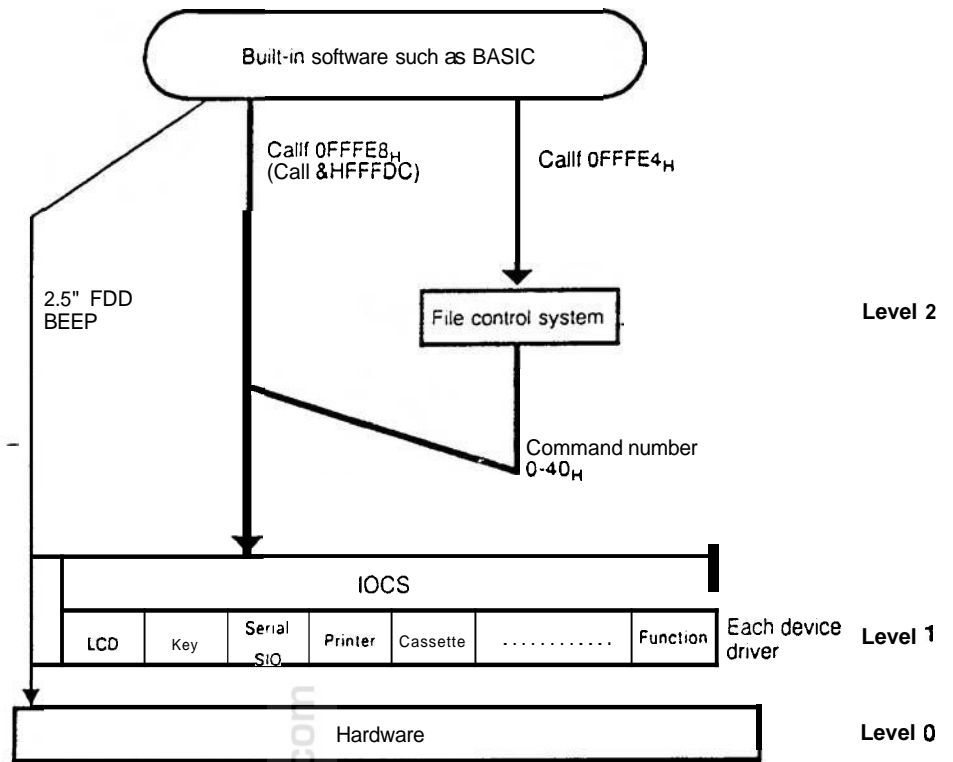 Built-in software such as BASIC
Callf 0FFFE8H
(Call &HFFFDC)
Callf 0FFFE4H
2.5" FDD
BEEP
File control system
Level 2
Command number
0-40H
IOCS
LCD
Key
Serial
SIO
Printer
Cassette
............
Function
Each device
driver
Level 1
com
Hardware
Level 0